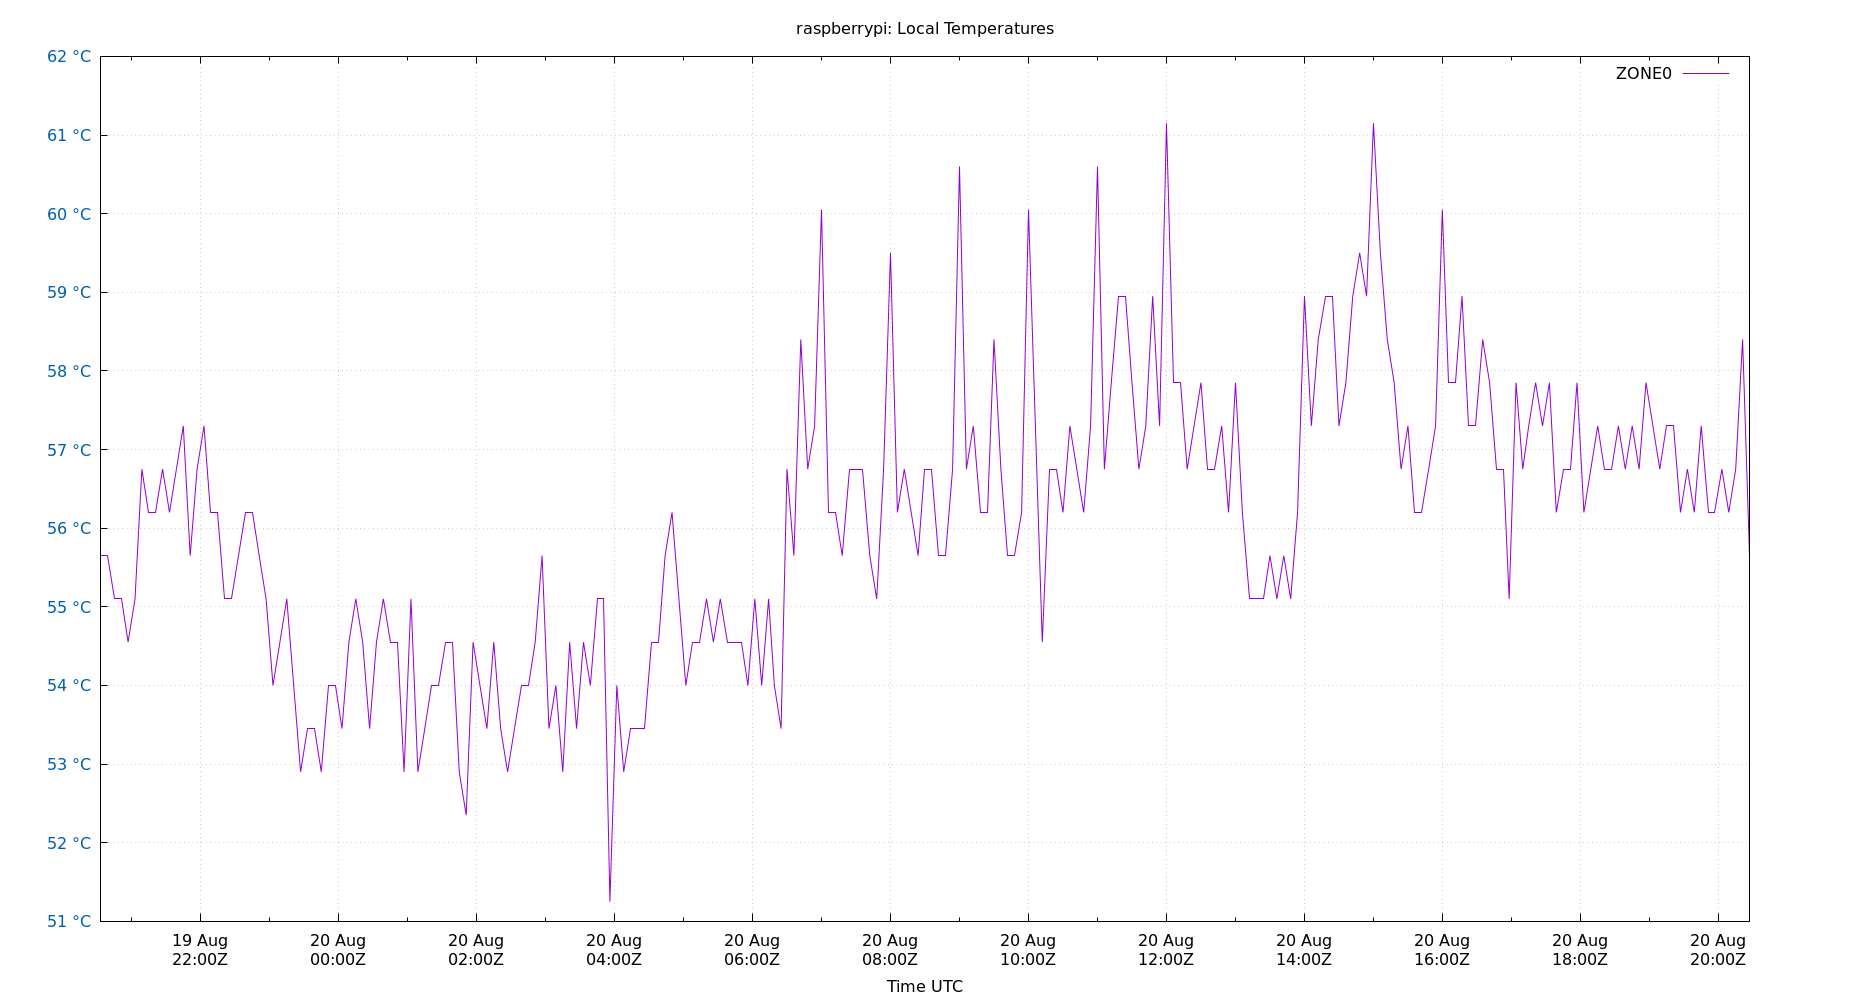 raspberrypi: Local Temperatures
62 °C
61 °C
60 °C
59 °C
58 °C
57 °C
56 °C
55 °C
54 °C
53 °C
52 °C
51 °C
ZONE0
19 Aug
22:00Z
20 Aug
00:00Z
20 Aug
02:00Z
20 Aug
04:00Z
20 Aug
06:00Z
20 Aug
08:00Z
20 Aug
10:00Z
20 Aug
12:00Z
20 Aug
14:00Z
20 Aug
16:00Z
20 Aug
18:00Z
20 Aug
20:00Z
Time UTC